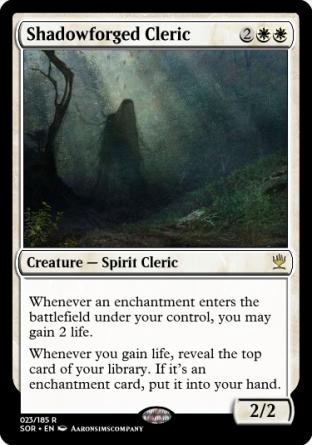 Shadowforged Cleric 2
Creature — Spirit Cleric
Whenever an enchantment enters the
battlefield under your control, you may
gain 2 life.
Whenever you gain life, reveal the top
card of your library. If it's an
enchantment card, put it into your hand.
2/2
023/185 R
SOR • EN AARONSIMSCOMPANY